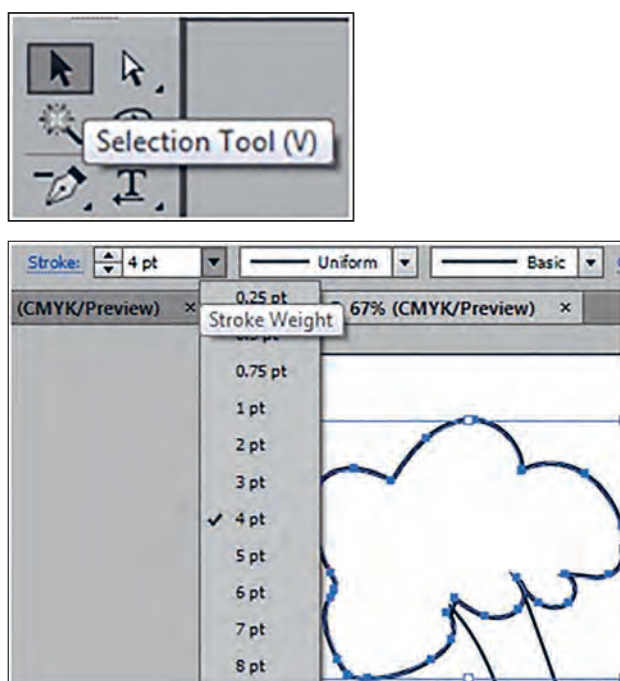 Selection Tool (V)
Stroke: 4 pt Uniform Basic
(CMYK/Preview) × 0.25 pt 67% (CMYK/Preview) ×
Stroke Weight
0.75 pt
1 pt
2 pt
3 pt
4 pt
5 pt
6 pt
7 pt
8 pt